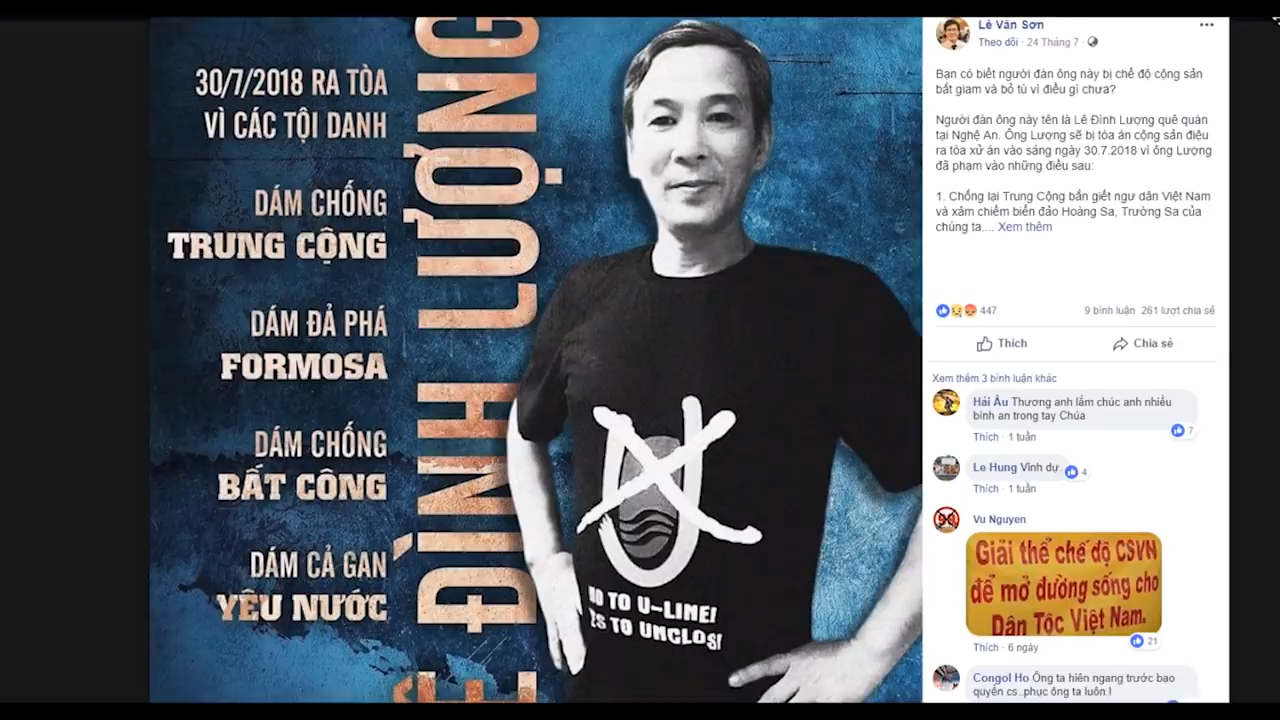 30/7/2018 RA TÒA
VÌ CÁC TỘI DANH
DÁM CHỐNG
TRUNG CỘNG
DÁM ĐẢ PHÁ
FORMOSA
DÁM CHỐNG
BẤT CÔNG
DÁM CẢ GAN
YÊU NƯỚC
LÊ ĐÌNH LƯỢNG
NO TO U-LINE!
YES TO UNCLOS!
Lê Văn Sơn
Theo dõi · 24 Tháng 7 ·
Bạn có biết người đàn ông này bị chế độ cộng sản
bắt giam và bỏ tù vì điều gì chưa?
Người đàn ông này tên là Lê Đình Lượng quê quán
tại Nghệ An. Ông Lượng sẽ bị tòa án cộng sản điệu
ra tòa xử án vào sáng ngày 30.7.2018 vì ông Lượng
đã phạm vào những điều sau:
1. Chống lại Trung Cộng bắn giết ngư dân Việt Nam
và xâm chiếm biển đảo Hoàng Sa, Trường Sa của
chúng ta.... Xem thêm
447
9 bình luận 261 lượt chia sẻ
Thích Chia sẻ
Xem thêm 3 bình luận khác
Hải Âu Thương anh lắm chúc anh nhiều
bình an trong tay Chúa
7
Thích · 1 tuần
Le Hung Vinh dự
4
Thích · 1 tuần
Vu Nguyen
Giải thể chế độ CSVN
để mở đường sống cho
Dân Tộc Việt Nam.
21
Thích · 6 ngày
Congol Ho Ông ta hiên ngang trước bạo
quyền cs..phục ông ta luôn.!